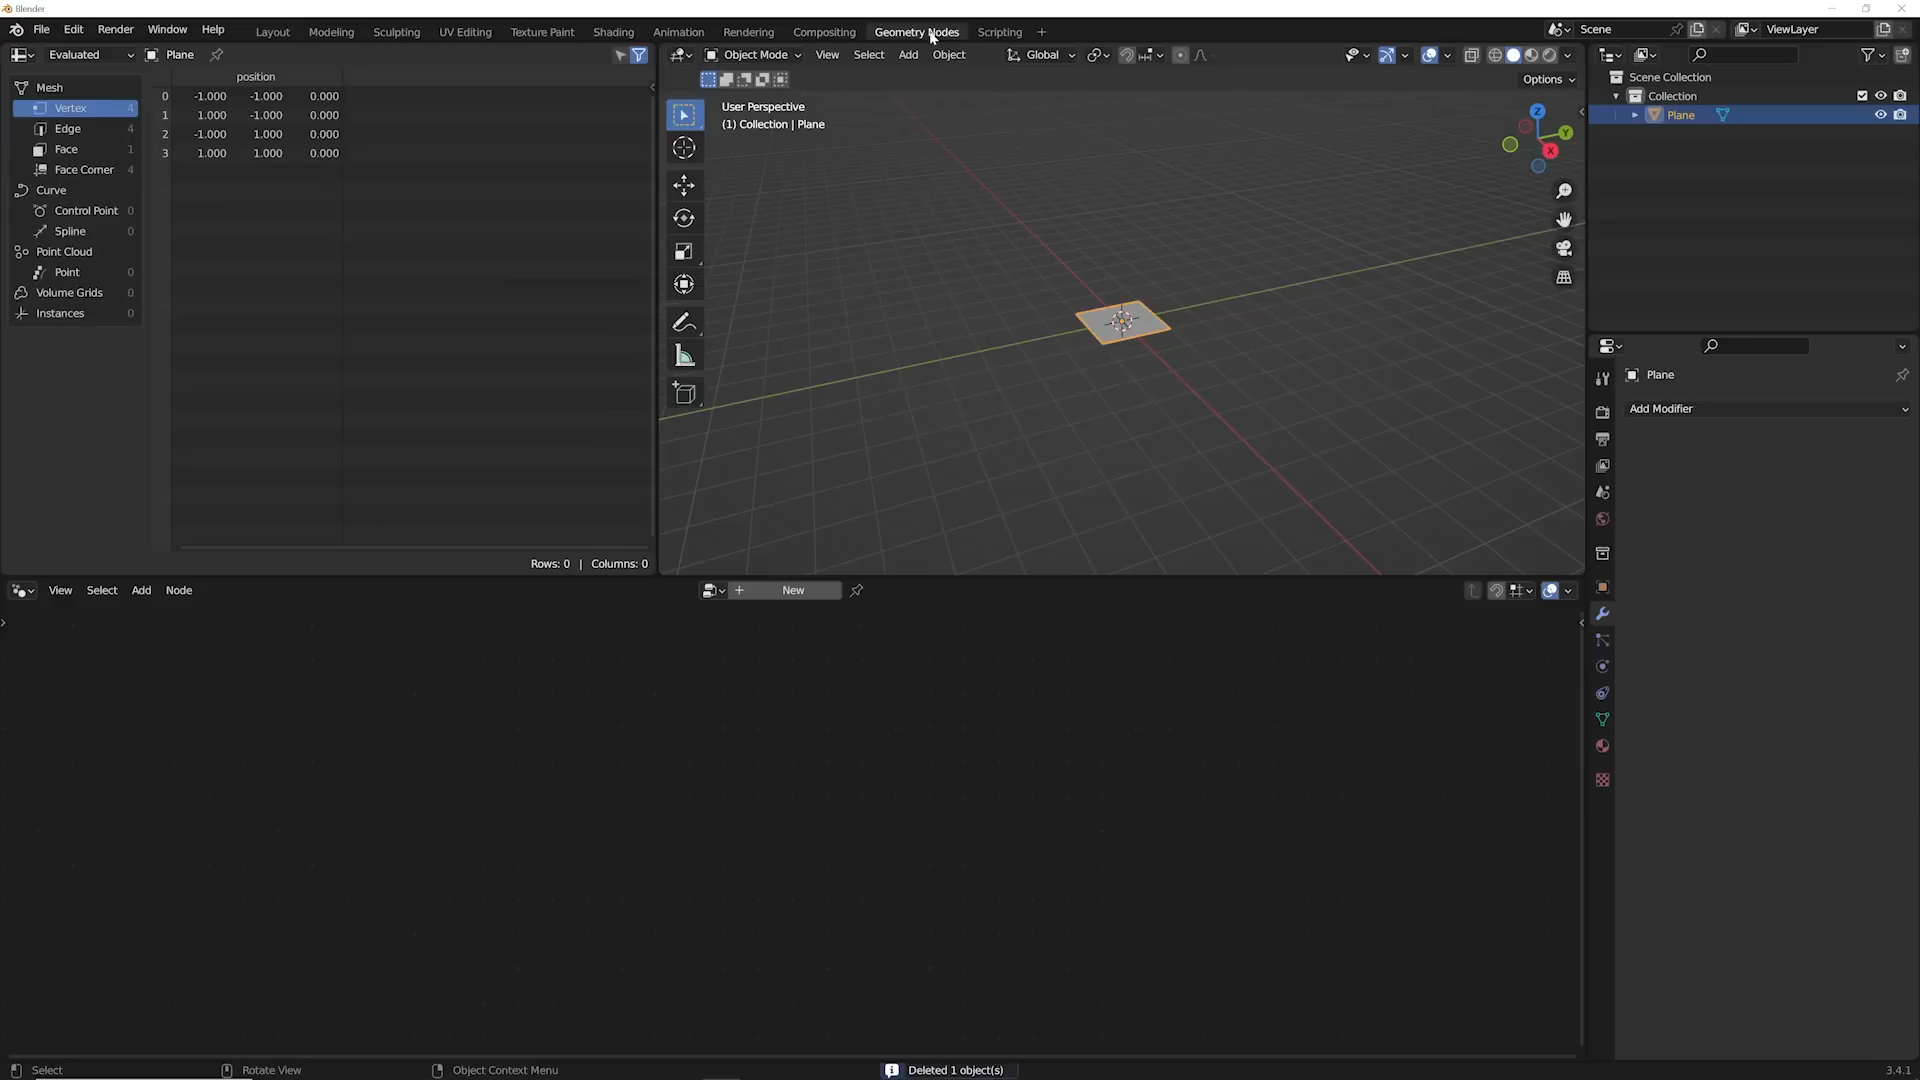 Blender
File Edit Render Window Help Layout Modeling Sculpting UV Editing Texture Paint Shading Animation Rendering Compositing Geometry Nodes Scripting + Scene ViewLayer
Evaluated Plane
position
Mesh
Vertex 4
Edge 4
Face 1
Face Corner 4
Curve
Control Point 0
Spline 0
Point Cloud
Point 0
Volume Grids 0
Instances 0
0 -1.000 -1.000 0.000
1 1.000 -1.000 0.000
2 -1.000 1.000 0.000
3 1.000 1.000 0.000
Rows: 0 | Columns: 0
Object Mode View Select Add Object Global
Options
User Perspective
(1) Collection | Plane
Z
Y
X
Scene Collection
Collection
Plane
Plane
Add Modifier
View Select Add Node
+ New
Select Rotate View Object Context Menu Deleted 1 object(s) 3.4.1